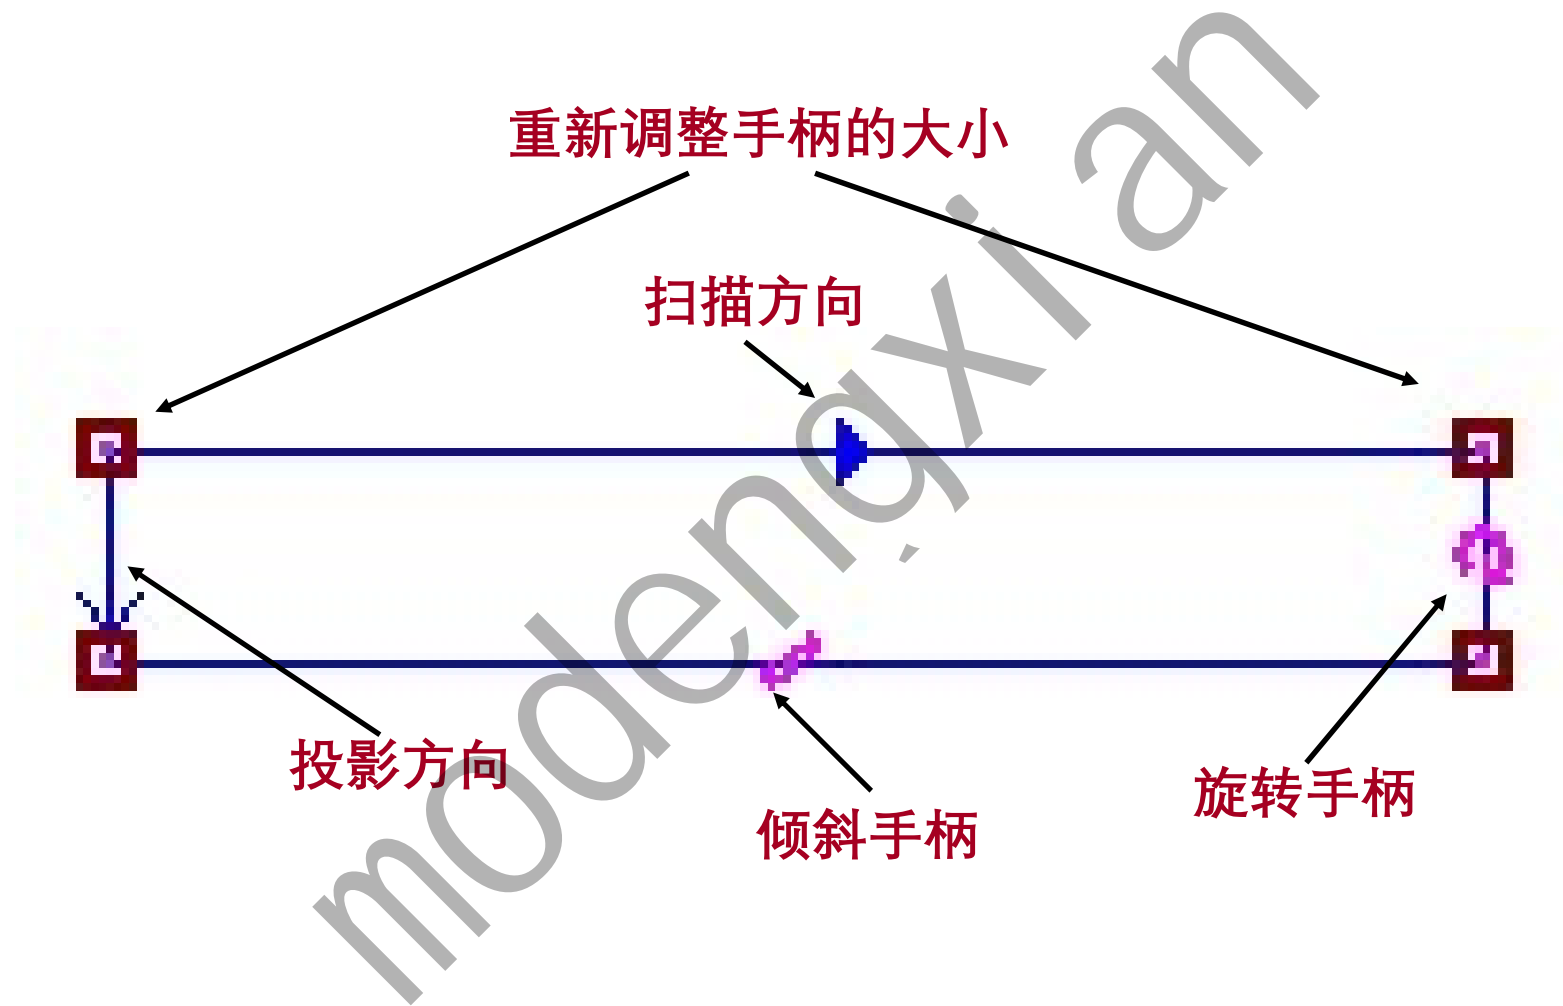 重新调整手柄的大小
扫描方向
投影方向
倾斜手柄
旋转手柄
modengxian